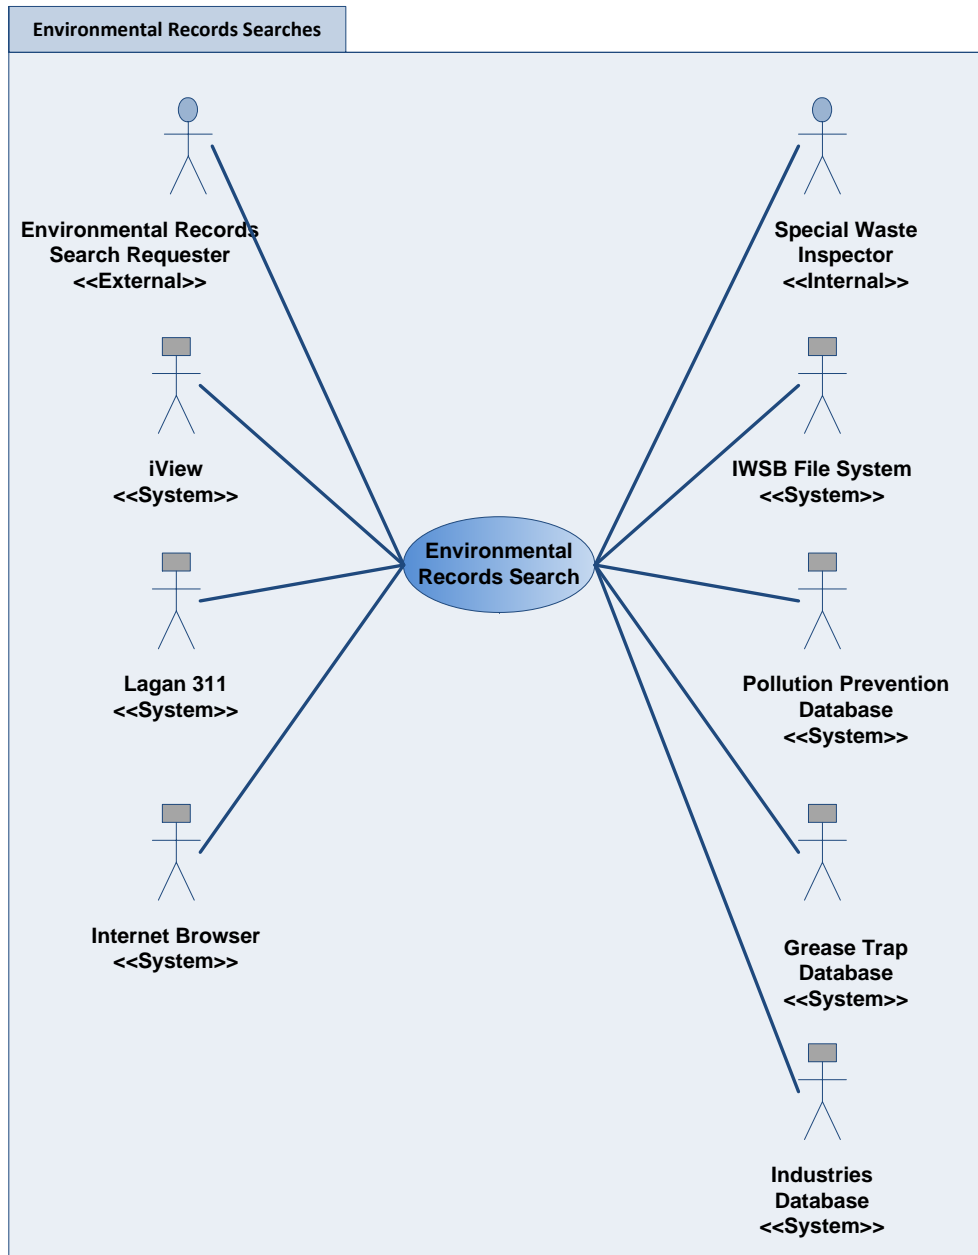 Environmental Records Searches
Environmental Records
Search Requester
<<External>>
Special Waste
Inspector
<<Internal>>
iView
<<System>>
IWSB File System
<<System>>
Environmental
Records Search
Lagan 311
<<System>>
Pollution Prevention
Database
<<System>>
Internet Browser
<<System>>
Grease Trap
Database
<<System>>
Industries
Database
<<System>>